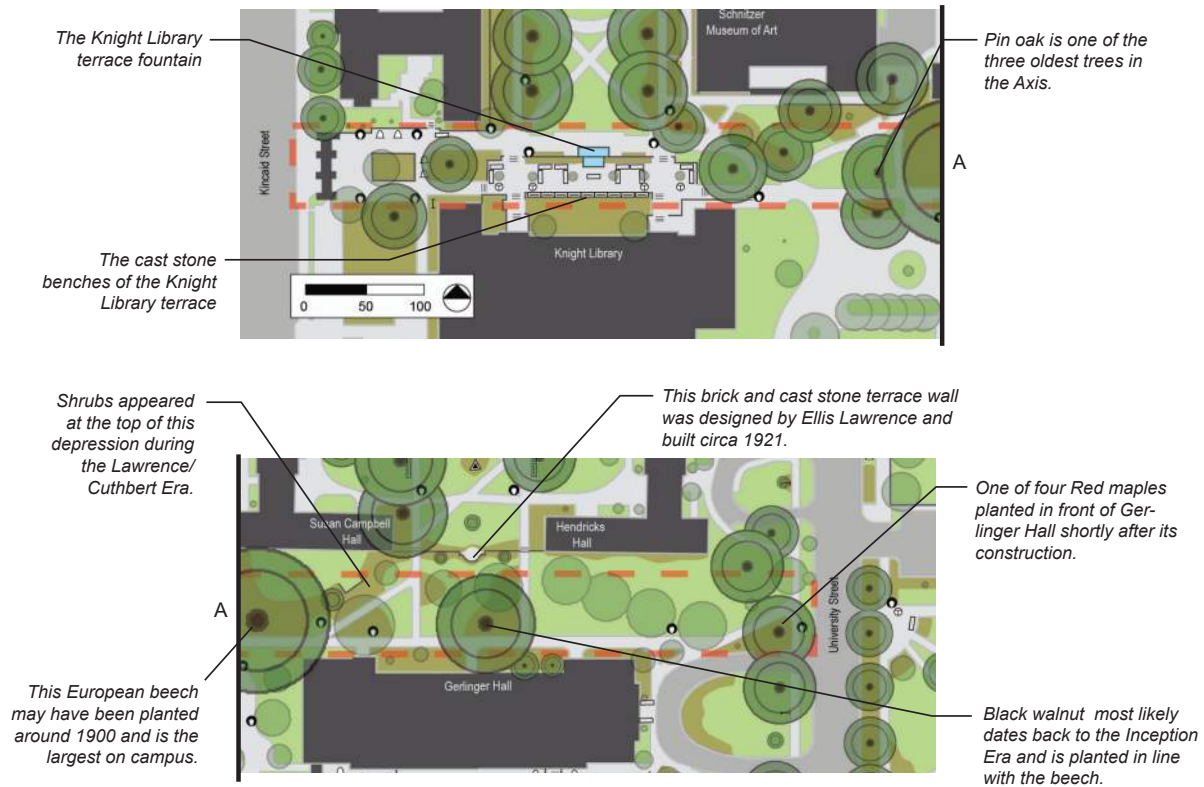 The Knight Library
terrace fountain
Schnitzer
Museum of Art
Pin oak is one of the
three oldest trees in
the Axis.
Kincaid Street
A
Knight Library
The cast stone
benches of the Knight
Library terrace
0 50 100
Shrubs appeared
at the top of this
depression during
the Lawrence/
Cuthbert Era.
This brick and cast stone terrace wall
was designed by Ellis Lawrence and
built circa 1921.
One of four Red maples
planted in front of Ger-
linger Hall shortly after its
construction.
Susan Campbell
Hall
Hendricks
Hall
A
University Street
Gerlinger Hall
This European beech
may have been planted
around 1900 and is the
largest on campus.
Black walnut most likely
dates back to the Inception
Era and is planted in line
with the beech.